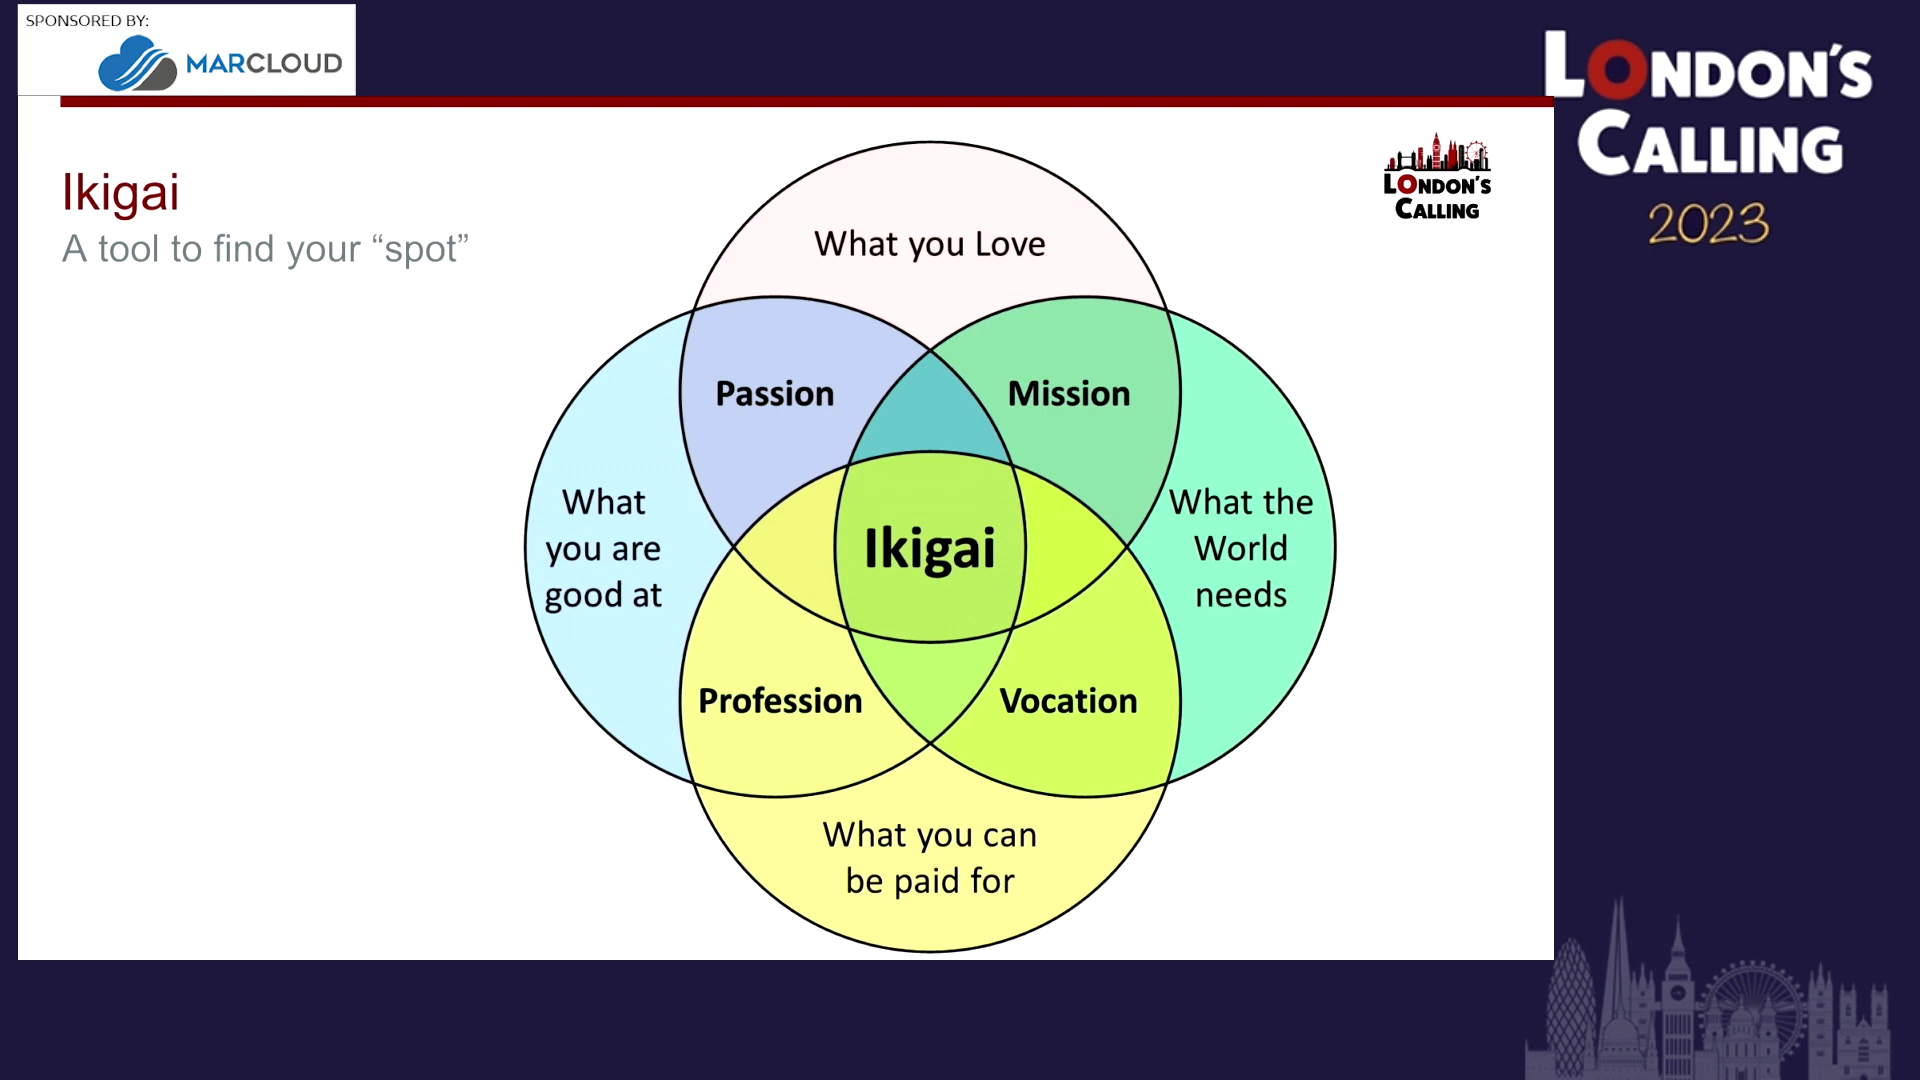 SPONSORED BY:
MARCLOUD
LONDON'S
CALLING
2023
Ikigai
A tool to find your “spot”
LONDON'S
CALLING
What you Love
Passion
Mission
What
you are
good at
Ikigai
What the
World
needs
Profession
Vocation
What you can
be paid for